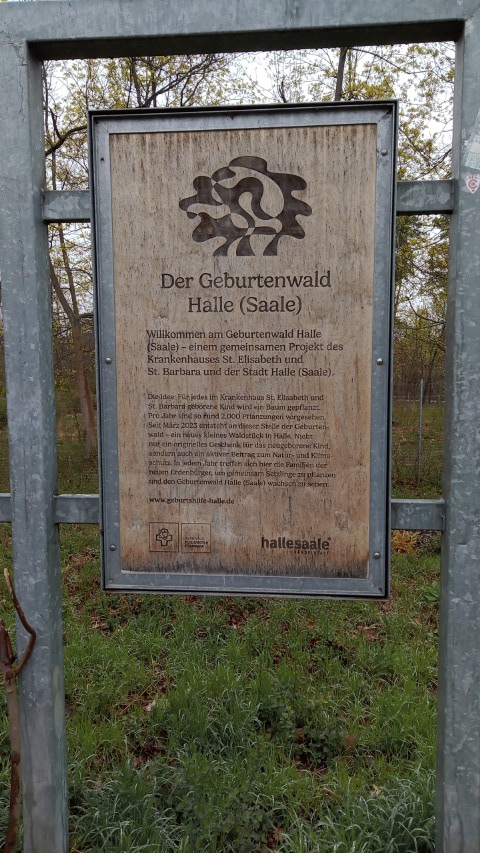 Der Geburtenwald
Halle (Saale)
Willkommen am Geburtenwald Halle
(Saale) – einem gemeinsamen Projekt des
Krankenhauses St. Elisabeth und
St. Barbara und der Stadt Halle (Saale).
Die Idee: Für jedes im Krankenhaus St. Elisabeth und
St. Barbara geborene Kind wird ein Baum gepflanzt.
Pro Jahr sind so rund 2.000 Pflanzungen vorgesehen.
Seit März 2023 entsteht an dieser Stelle der Geburten-
wald – ein neues kleines Waldstück in Halle. Nicht
nur ein originelles Geschenk für das neugeborene Kind,
sondern auch ein aktiver Beitrag zum Natur- und Klima-
schutz. In jedem Jahr treffen sich hier die Familien der
neuen Erdenbürger, um gemeinsam Setzlinge zu pflanzen
und den Geburtenwald Halle (Saale) wachsen zu sehen.
www.geburtshilfe-halle.de
hallesaale*
HÄNDELSTADT